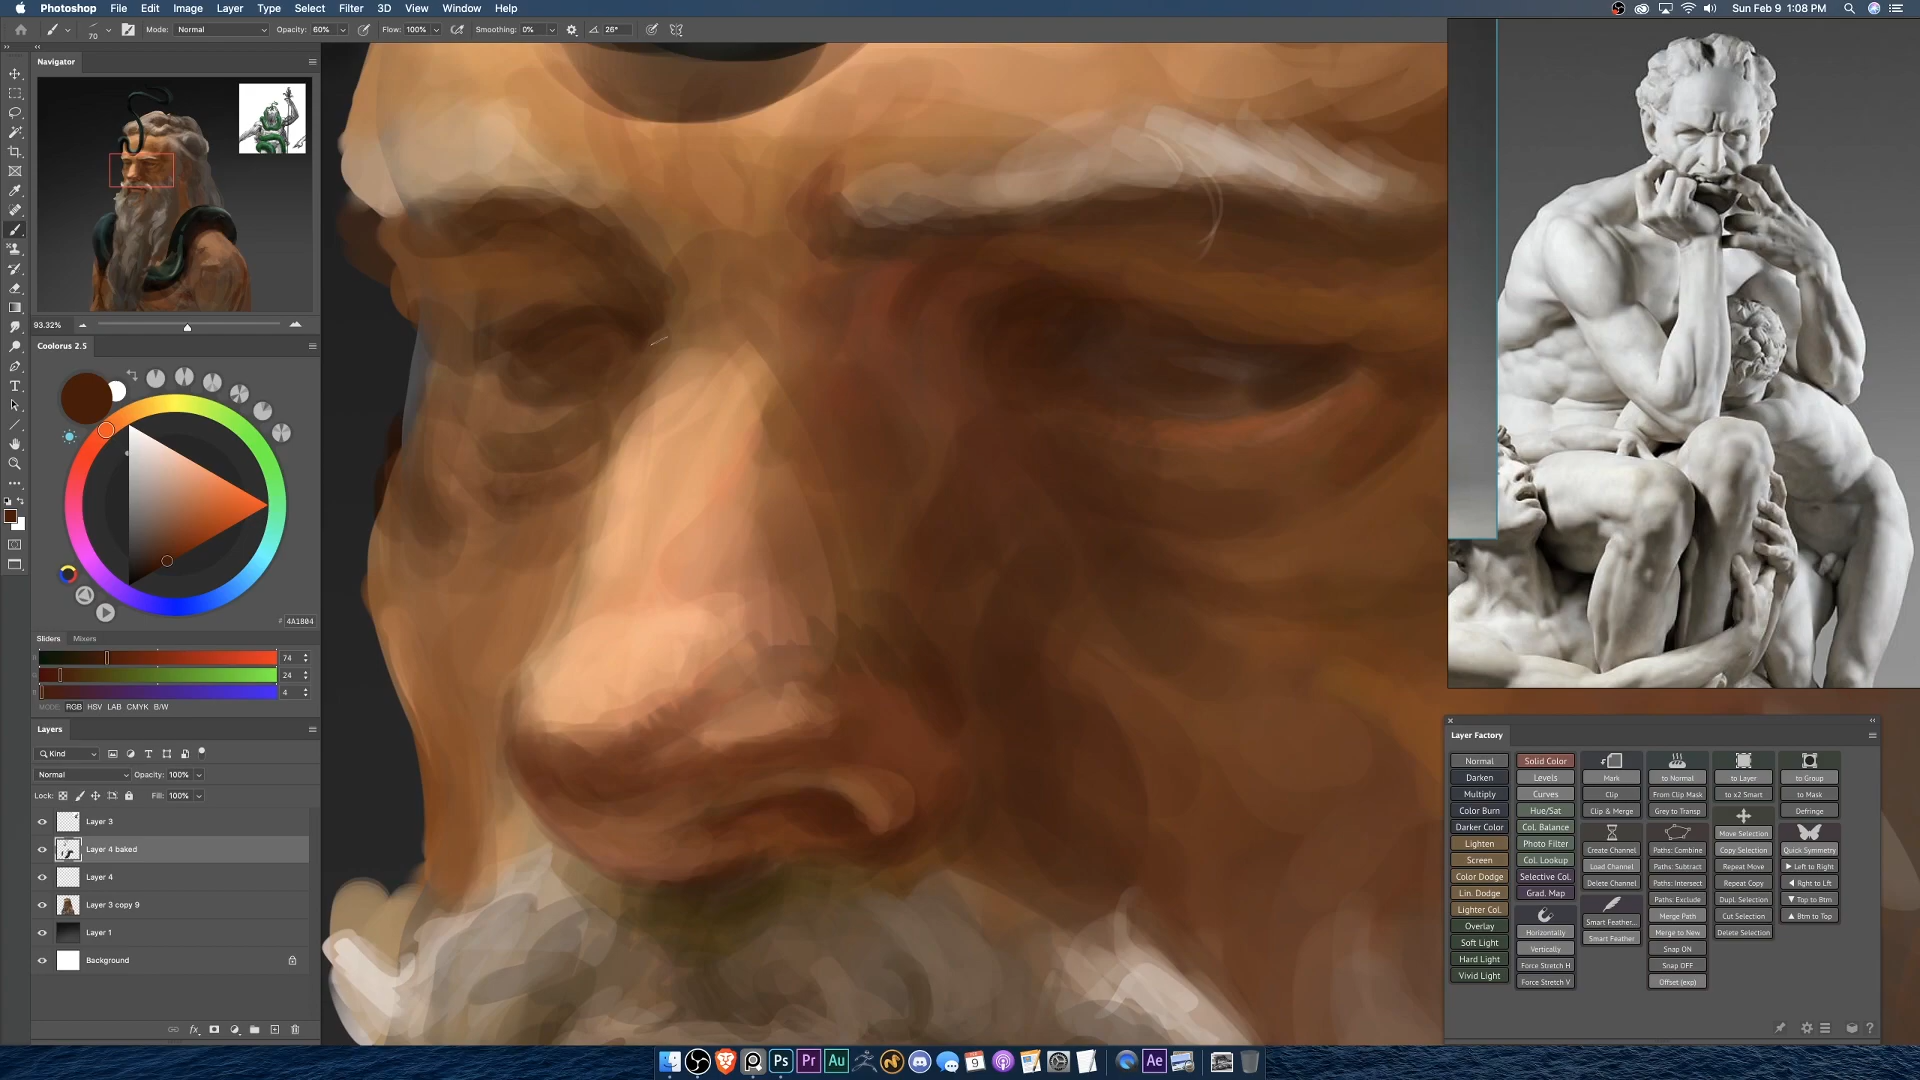 Photoshop File Edit Image Layer Type Select Filter 3D View Window Help Sun Feb 9 1:08 PM
70 Mode: Normal Opacity: 60% Flow: 100% Smoothing: 0% 26°
Navigator
93.32%
Coolorus 2.5
# 4A1804
Sliders Mixers
74
24
4
MODE RGB HSV LAB CMYK B/W
Layers
Kind
Normal Opacity: 100%
Lock: Fill: 100%
Layer 3
Layer 4 baked
Layer 4
Layer 3 copy 9
Layer 1
Background
fx
Layer Factory
Normal Solid Color
Darken Levels Mark to Normal to Layer to Group
Multiply Curves Clip From Clip Mask to x2 Smart to Mask
Color Burn Hue/Sat Clip & Merge Grey to Transp Defringe
Darker Color Col. Balance Move Selection
Lighten Photo Filter Create Channel Paths: Combine Copy Selection Quick Symmetry
Screen Col. Lookup Load Channel Paths: Subtract Repeat Move Left to Right
Color Dodge Selective Col. Delete Channel Paths: Intersect Repeat Copy Rght to Lft
Lin. Dodge Grad. Map Paths: Exclude Dupl. Selection Top to Btm
Lighter Col. Merge Path Cut Selection Btm to Top
Overlay Smart Feather...
Soft Light Horizontally Smart Feather Merge to New Delete Selection
Hard Light Vertically Snap ON
Vivid Light Force Stretch H Snap OFF
Force Stretch V Offset (exp)
?
Ps Pr Au 9 Ae